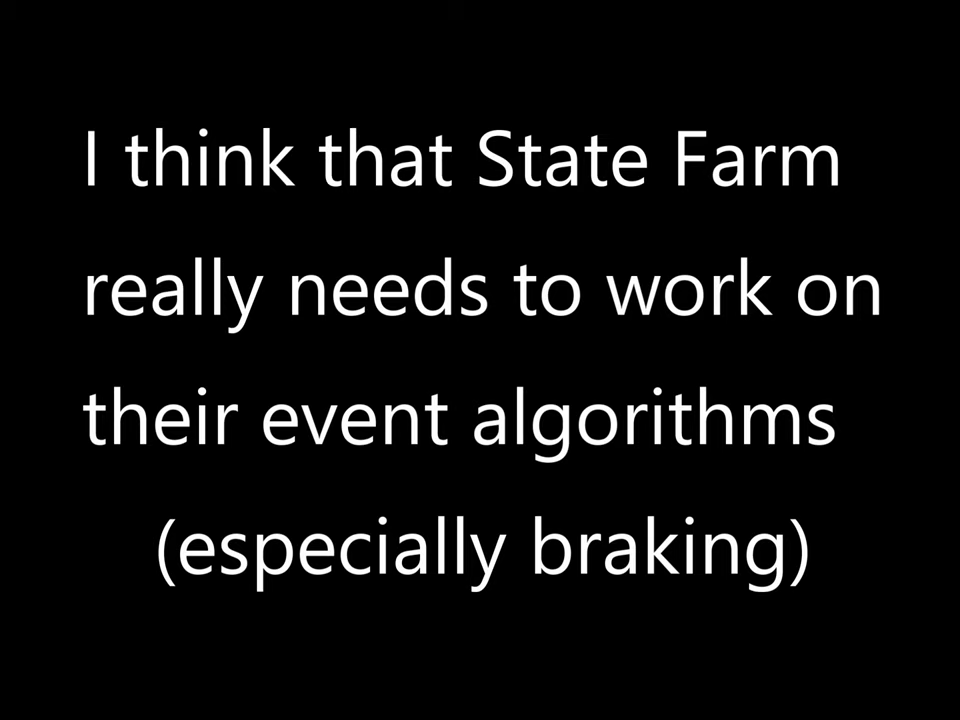 I think that State Farm
really needs to work on
their event algorithms
(especially braking)